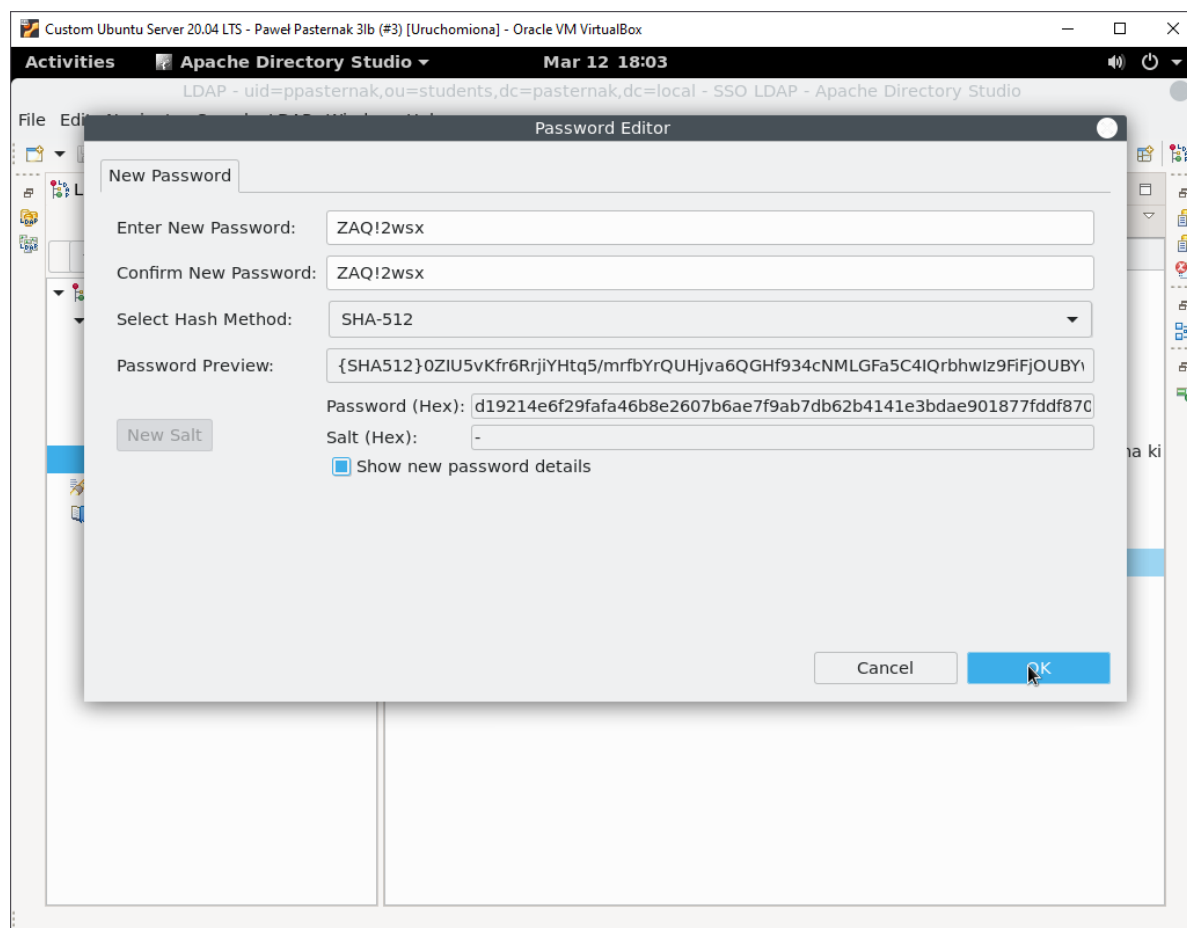 Custom Ubuntu Server 20.04 LTS - Paweł Pasternak 3lb (#3) [Uruchomiona] - Oracle VM VirtualBox
Activities Apache Directory Studio Mar 12 18:03
LDAP - uid=ppasternak,ou=students,dc=pasternak,dc=local - SSO LDAP - Apache Directory Studio
File
Password Editor
New Password
Enter New Password: ZAQ!2wsx
Confirm New Password: ZAQ!2wsx
Select Hash Method: SHA-512
Password Preview: {SHA512}0ZIU5vKfr6RrjiYHtq5/mrfbYrQUHjva6QGHf934cNMLGFa5C4IQrbhwIz9FiFjOUBY
Password (Hex): d19214e6f29fafa46b8e2607b6ae7f9ab7db62b4141e3bdae901877fddf870
New Salt
Salt (Hex): -
Show new password details
ki
Cancel OK